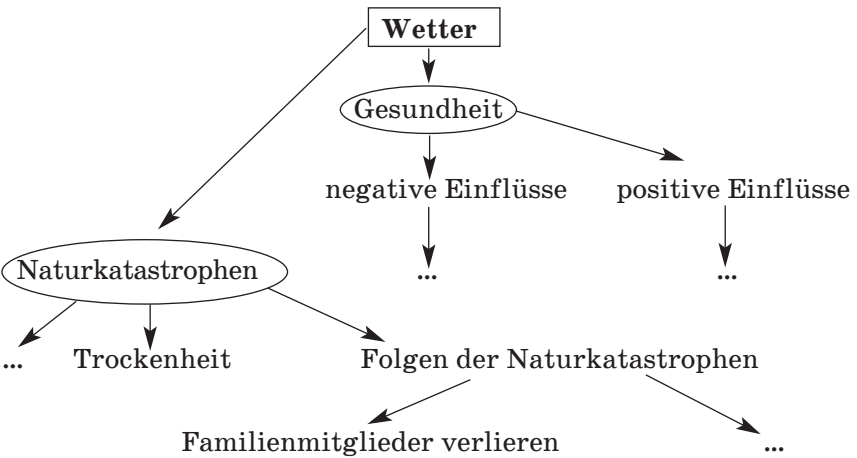 Wetter
Gesundheit
negative Einflüsse
positive Einflüsse
Naturkatastrophen
...
...
...
Trockenheit
Folgen der Naturkatastrophen
Familienmitglieder verlieren
...